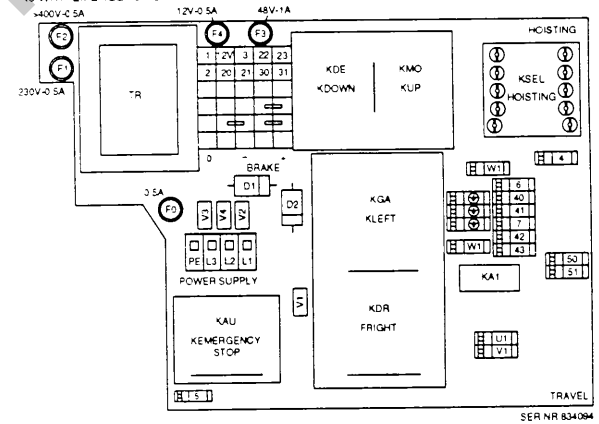 >400V-0.5A
12V-0.5A
48V-1A
F2
F4
F3
HOISTING
F1
230V-0.5A
TR
1 12V 3 22 23
2 20 21 30 31
KDE
KDOWN
KMO
KUP
KSEL
HOISTING
0 - +
BRAKE
D1
D2
0.5A
F0
V3
V4
V2
KGA
KLEFT
W1
4
6
40
41
7
42
W1
43
50
51
KA1
PE L3 L2 L1
POWER SUPPLY
V1
KAU
KEMERGENCY
STOP
KDR
FRIGHT
U1
V1
5
TRAVEL
SER NR 834094